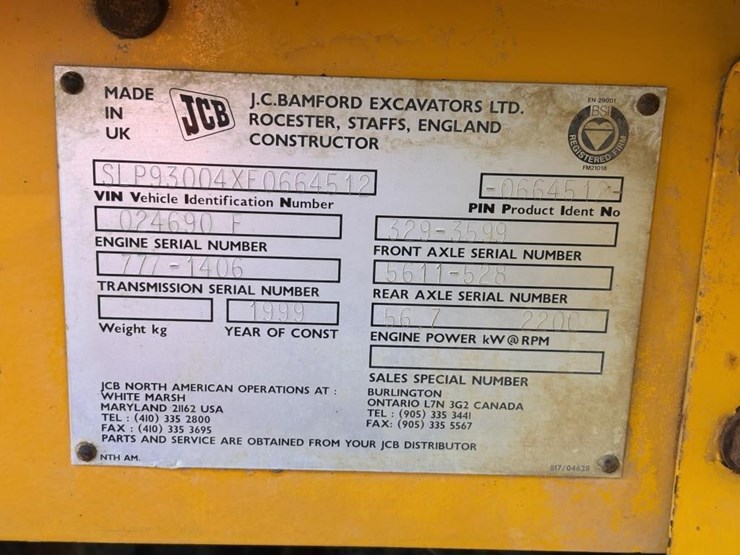 MADE
IN
UK
JCB
J.C.BAMFORD EXCAVATORS LTD.
ROCESTER, STAFFS, ENGLAND
CONSTRUCTOR
EN 29001
BSI
REGISTERED FIRM
FM21018
SLP93004XE0664512
VIN Vehicle Identification Number
-0664512-
PIN Product Ident No
024690 F
ENGINE SERIAL NUMBER
329-3599
FRONT AXLE SERIAL NUMBER
777-1406
TRANSMISSION SERIAL NUMBER
5611-528
REAR AXLE SERIAL NUMBER
Weight kg
1999
YEAR OF CONST
56.7 2200
ENGINE POWER kW@RPM
SALES SPECIAL NUMBER
JCB NORTH AMERICAN OPERATIONS AT :
WHITE MARSH
MARYLAND 21162 USA
TEL : (410) 335 2800
FAX : (410) 335 3695
BURLINGTON
ONTARIO L7N 3G2 CANADA
TEL : (905) 335 3441
FAX: (905) 335 5567
PARTS AND SERVICE ARE OBTAINED FROM YOUR JCB DISTRIBUTOR
NTH AM.
817/04628